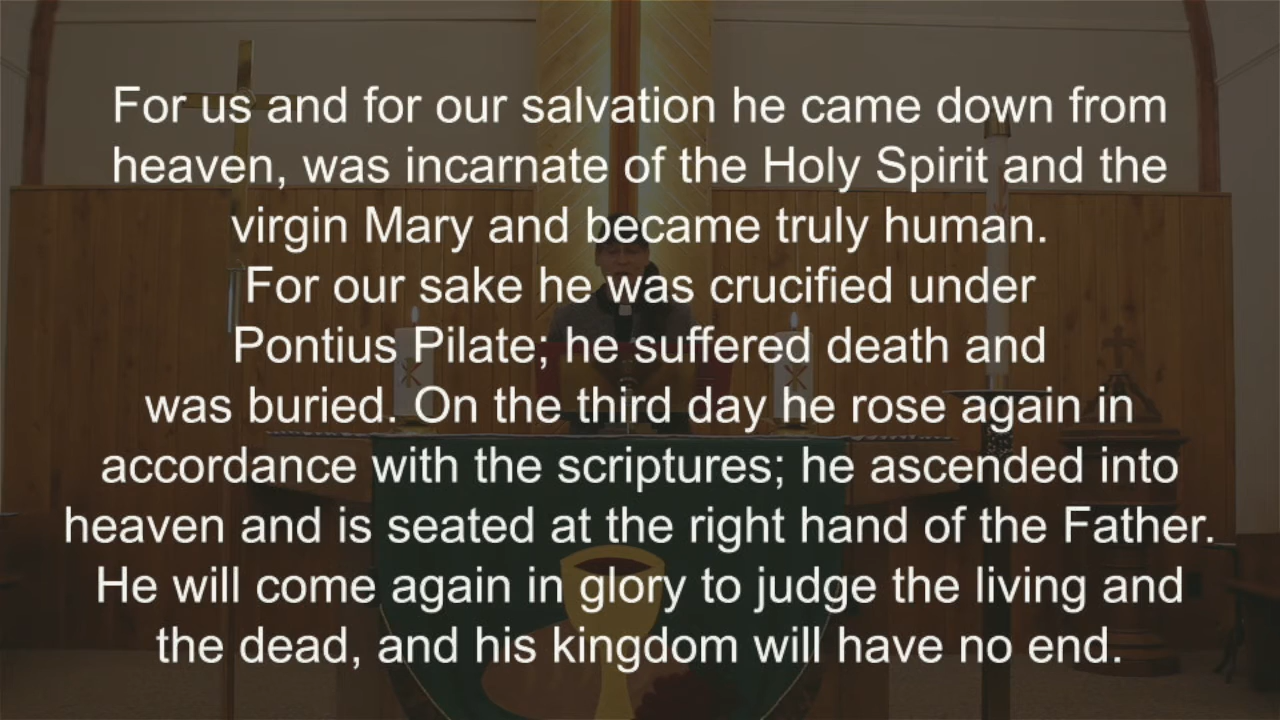 For us and for our salvation he came down from
heaven, was incarnate of the Holy Spirit and the
virgin Mary and became truly human.
For our sake he was crucified under
Pontius Pilate; he suffered death and
was buried. On the third day he rose again in
accordance with the scriptures; he ascended into
heaven and is seated at the right hand of the Father.
He will come again in glory to judge the living and
the dead, and his kingdom will have no end.